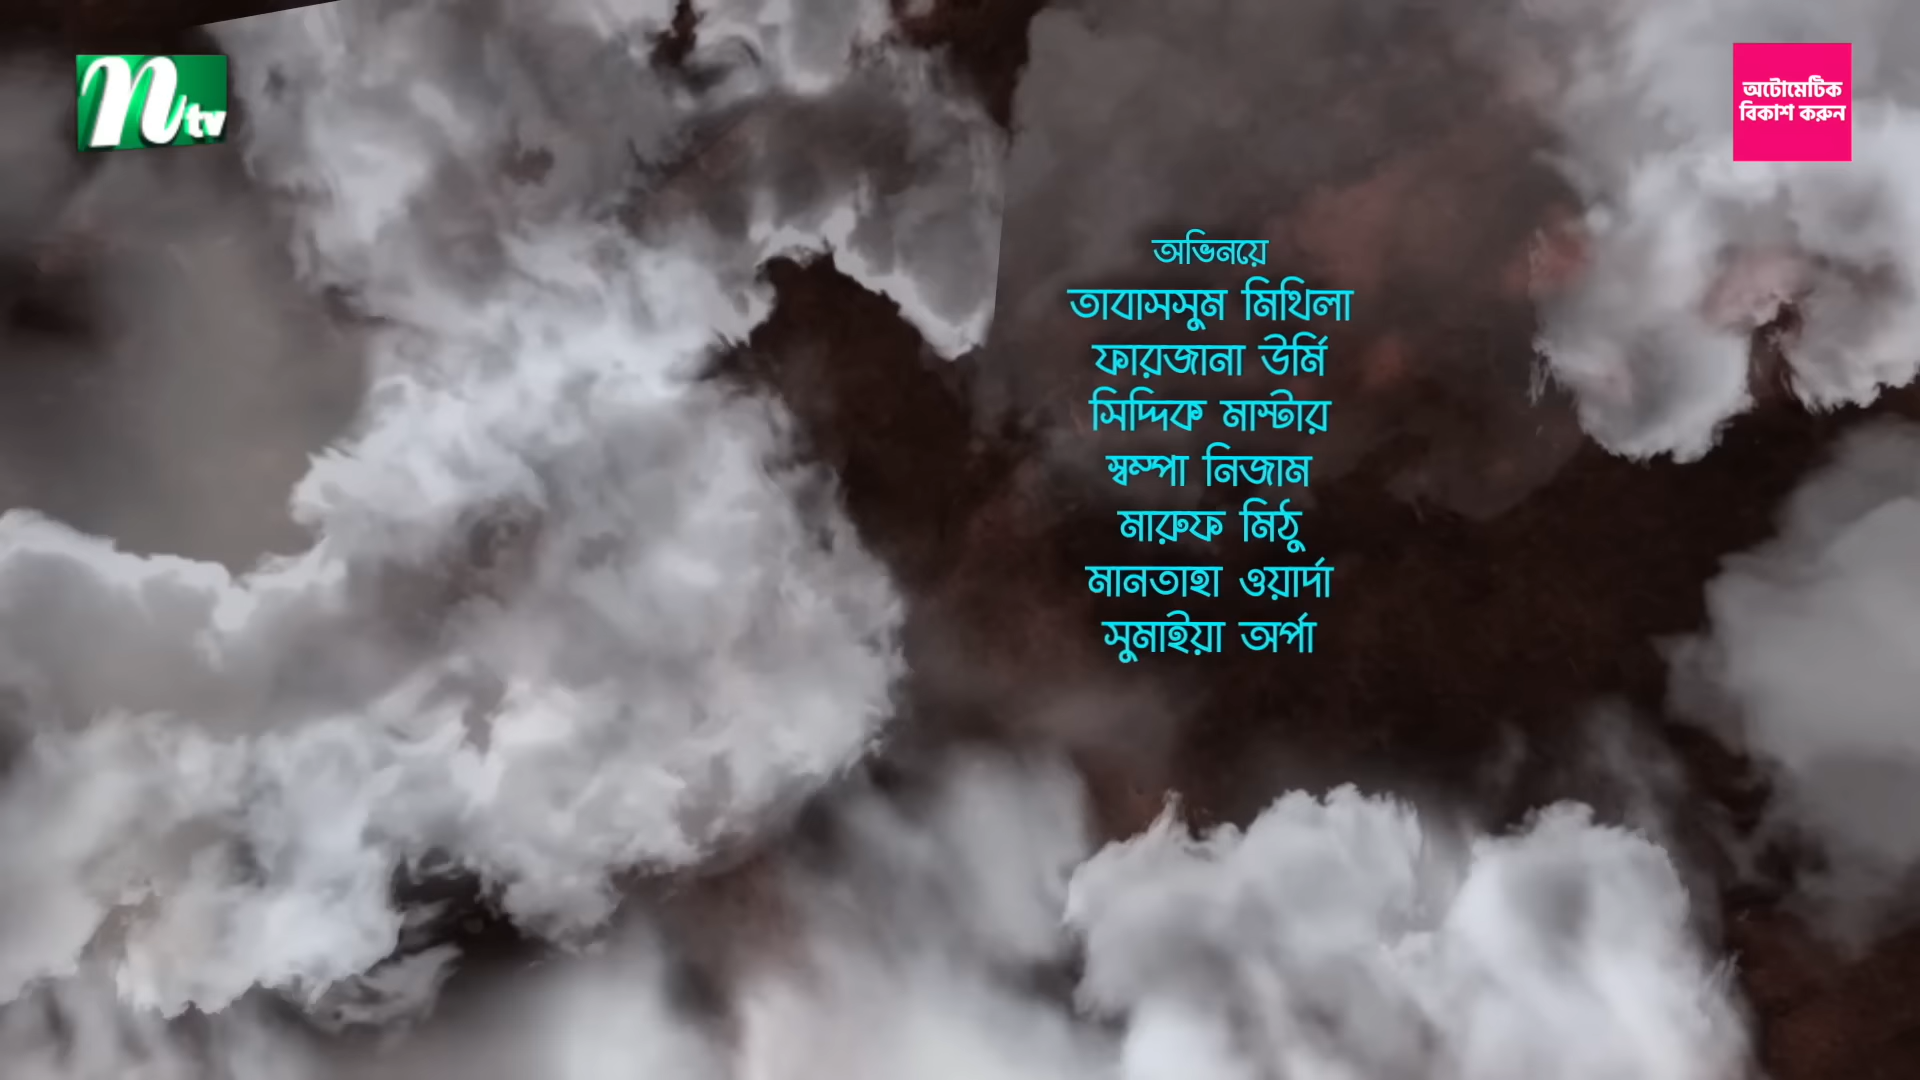 ntv
অটোমেটিক
বিকাশ করুন
অভিনয়ে
তাবাসসুম মিথিলা
ফারজানা উর্মি
সিদ্দিক মাস্টার
স্বম্পা নিজাম
মারুফ মিঠু
মানতাহা ওয়ার্দা
সুমাইয়া অর্পা